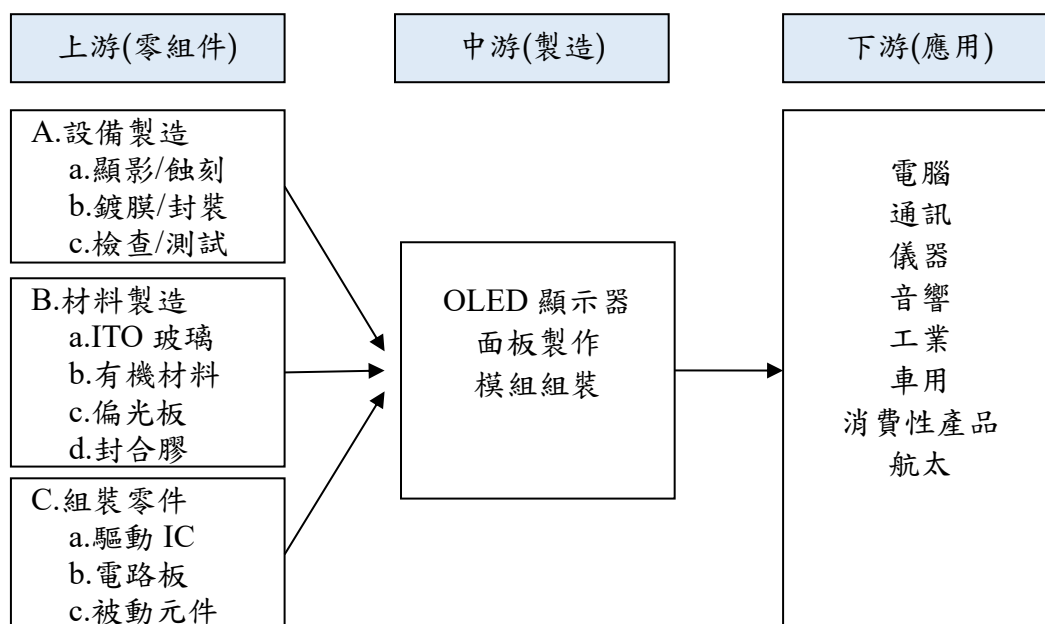 上游(零組件)
中游(製造)
下游(應用)
A.設備製造
a.顯影/蝕刻
b.鍍膜/封裝
c.檢查/測試
B.材料製造
a.ITO 玻璃
b.有機材料
c.偏光板
d.封合膠
C.組裝零件
a.驅動 IC
b.電路板
c.被動元件
OLED 顯示器
面板製作
模組組裝
電腦
通訊
儀器
音響
工業
車用
消費性產品
航太